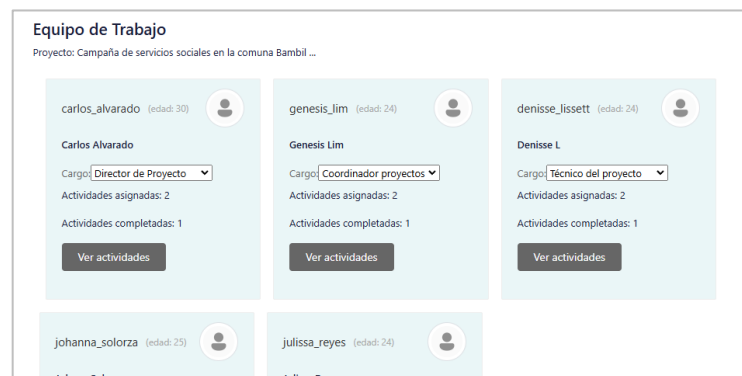 Equipo de Trabajo
Proyecto: Campaña de servicios sociales en la comuna Bambil ...
carlos_alvarado (edad: 30)
Carlos Alvarado
Cargo: Director de Proyecto
Actividades asignadas: 2
Actividades completadas: 1
Ver actividades
genesis_lim (edad: 24)
Genesis Lim
Cargo: Coordinador proyectos
Actividades asignadas: 2
Actividades completadas: 1
Ver actividades
denisse_lissett (edad: 24)
Denisse L
Cargo: Técnico del proyecto
Actividades asignadas: 2
Actividades completadas: 1
Ver actividades
johanna_solorza (edad: 25)
julissa_reyes (edad: 24)